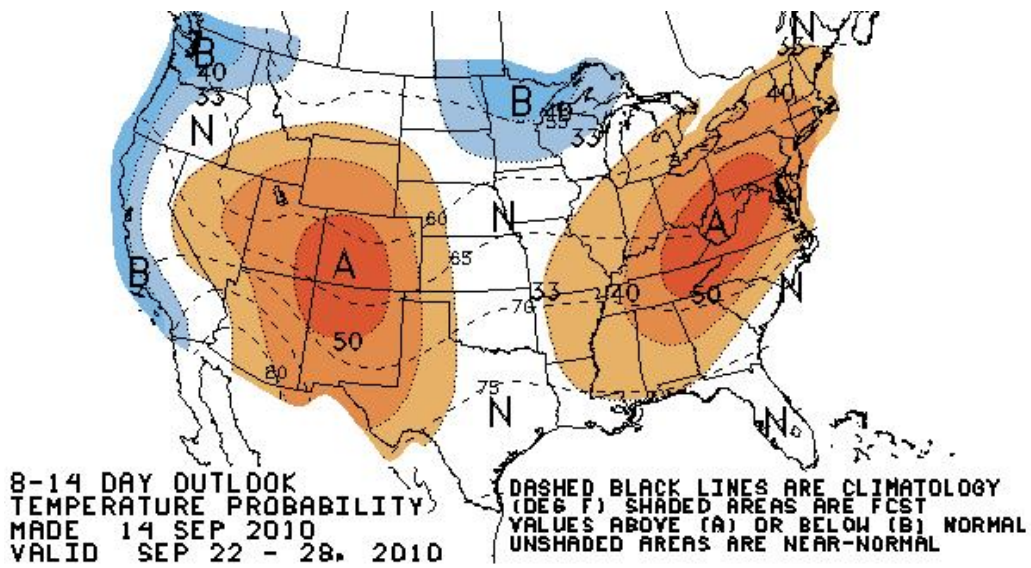 N
33
B
40
33
N
B
40
33
33
40
A
N
60
A
65
B
33
40
50
N
70
50
80
75
N
N
8-14 DAY OUTLOOK
TEMPERATURE PROBABILITY
MADE 14 SEP 2010
VALID SEP 22 - 28, 2010
DASHED BLACK LINES ARE CLIMATOLOGY
(DEG F) SHADED AREAS ARE FCST
VALUES ABOVE (A) OR BELOW (B) NORMAL
UNSHADED AREAS ARE NEAR-NORMAL